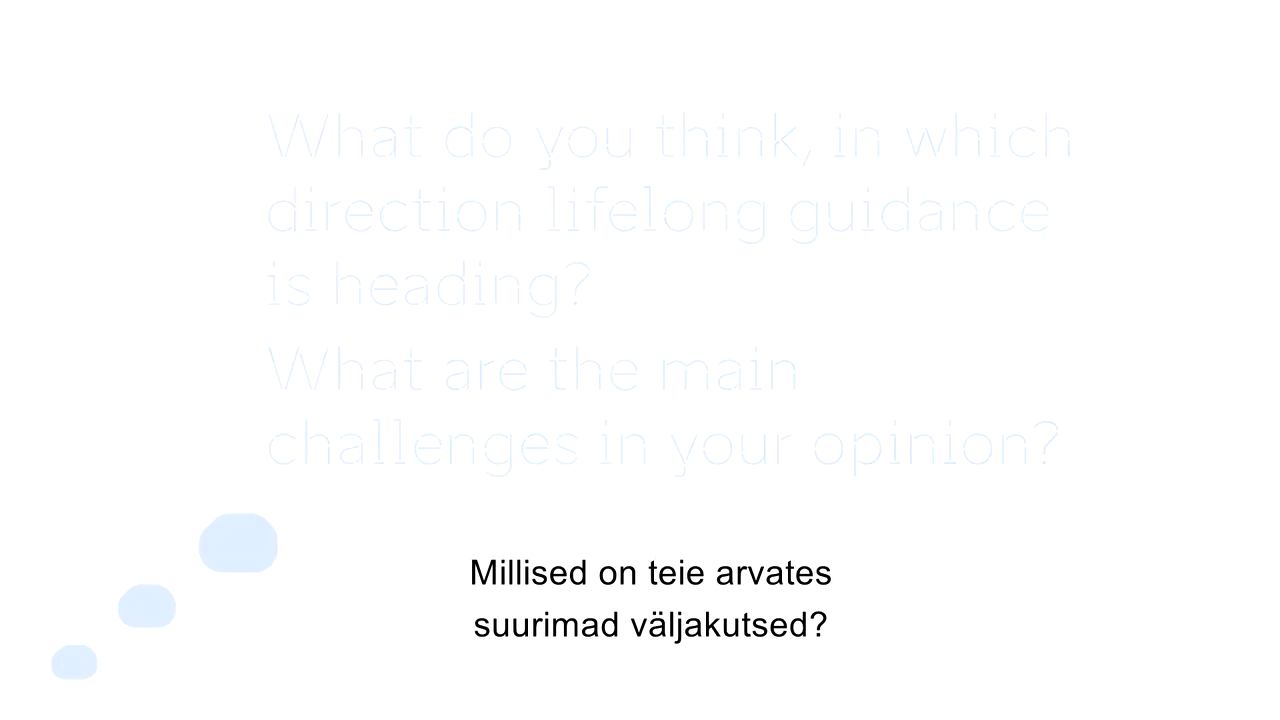 What do you think, in which
direction lifelong guidance
is heading?
What are the main
challenges in your opinion?
Millised on teie arvates
suurimad väljakutsed?